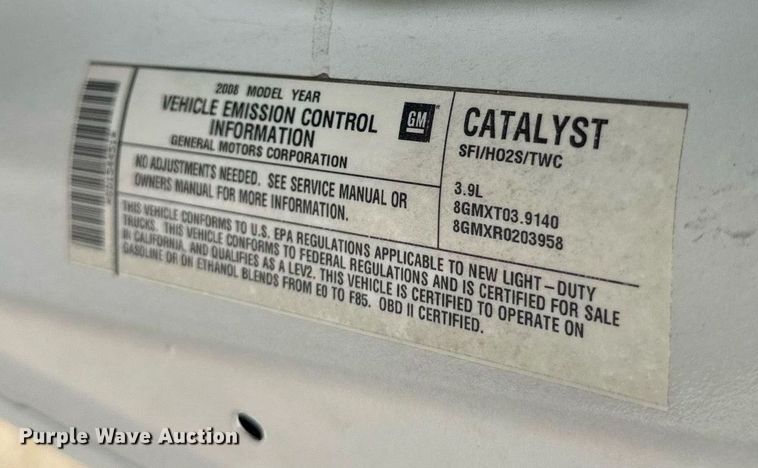 2008 MODEL YEAR
VEHICLE EMISSION CONTROL
INFORMATION
GENERAL MOTORS CORPORATION
GM
CATALYST
SFI/HO2S/TWC
3.9L
8GMXT03.9140
8GMXR0203958
NO ADJUSTMENTS NEEDED. SEE SERVICE MANUAL OR
OWNERS MANUAL FOR MORE INFORMATION.
THIS VEHICLE CONFORMS TO U.S. EPA REGULATIONS APPLICABLE TO NEW LIGHT-DUTY
TRUCKS. THIS VEHICLE CONFORMS TO FEDERAL REGULATIONS AND IS CERTIFIED FOR SALE
IN CALIFORNIA, AND QUALIFIES AS A LEV2. THIS VEHICLE IS CERTIFIED TO OPERATE ON
GASOLINE OR ON ETHANOL BLENDS FROM E0 TO F85. OBD II CERTIFIED.
Purple Wave Auction